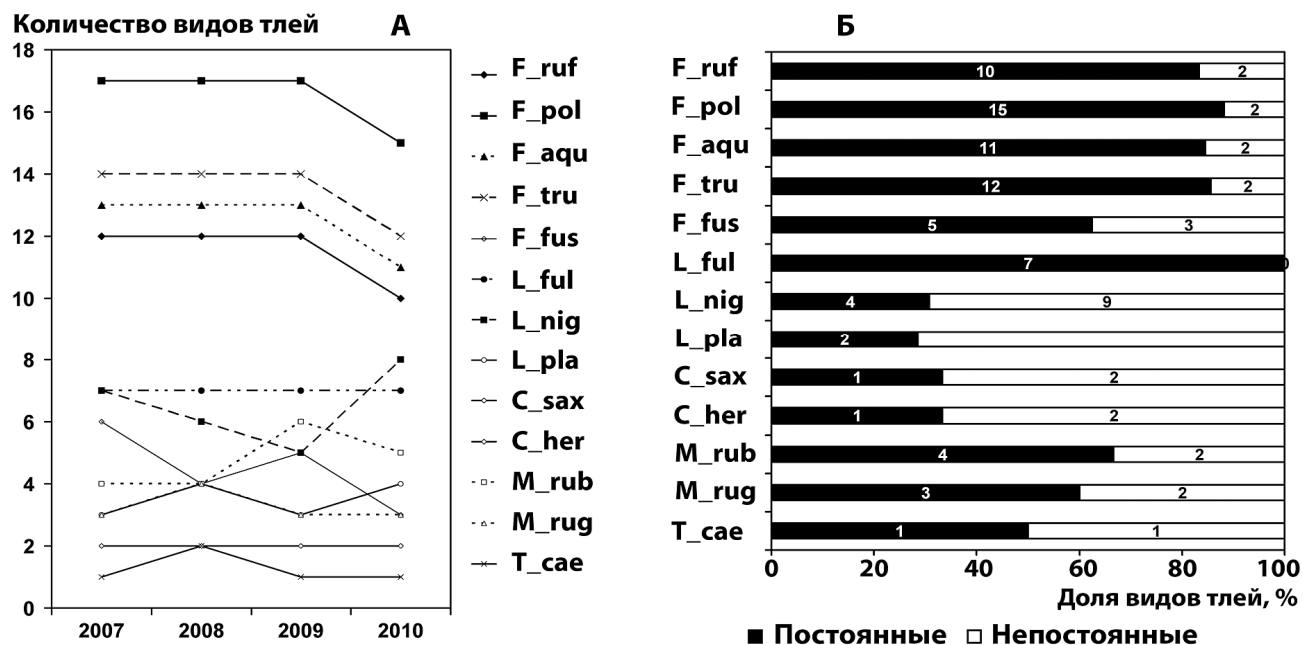 Количество видов тлей
А
18
16
14
12
10
8
6
4
2
0
2007 2008 2009 2010
F_ruf
F_pol
F_aqu
F_tru
F_fus
L_ful
L_nig
L_pla
C_sax
C_her
M_rub
M_rug
T_cae
Б
F_ruf 10 2
F_pol 15 2
F_aqu 11 2
F_tru 12 2
F_fus 5 3
L_ful 7 0
L_nig 4 9
L_pla 2
C_sax 1 2
C_her 1 2
M_rub 4 2
M_rug 3 2
T_cae 1 1
0 20 40 60 80 100
Доля видов тлей, %
Постоянные Непостоянные